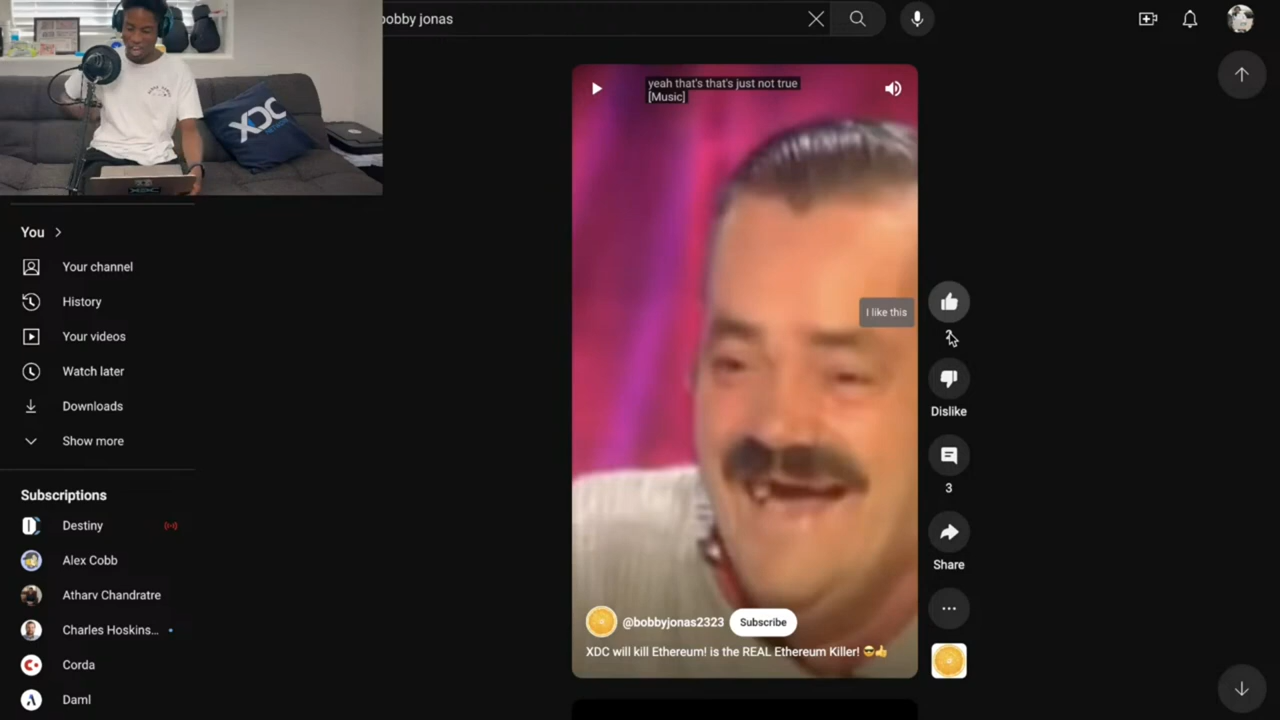 bobby jonas
XDC
yeah that's that's just not true
[Music]
You
Your channel
History
Your videos
Watch later
Downloads
Show more
Subscriptions
Destiny
Alex Cobb
Atharv Chandratre
Charles Hoskins...
Corda
Daml
I like this
Dislike
3
Share
@bobbyjonas2323 Subscribe
XDC will kill Ethereum! is the REAL Ethereum Killer! 😎👍